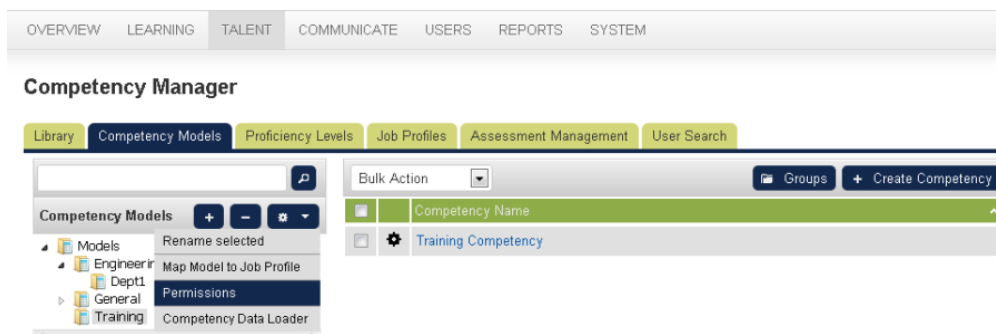 OVERVIEW LEARNING TALENT COMMUNICATE USERS REPORTS SYSTEM
Competency Manager
Library Competency Models Proficiency Levels Job Profiles Assessment Management User Search
Bulk Action Groups + Create Competency
Competency Models + −
Competency Name
Rename selected
Models
Training Competency
Map Model to Job Profile
Dept1
Permissions
General
Training
Competency Data Loader